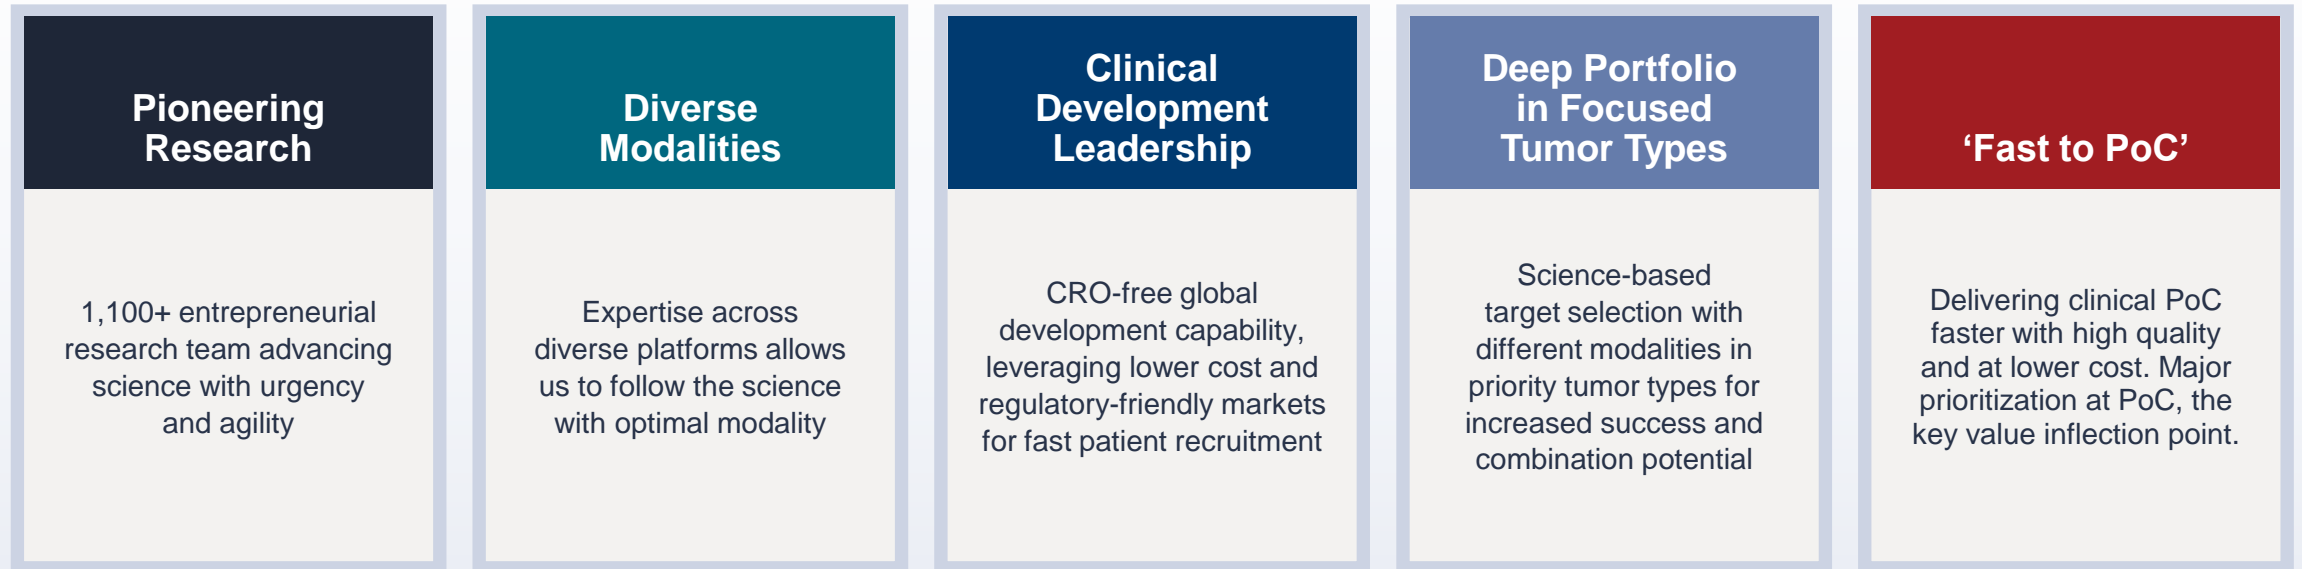 Pioneering
Research
1,100+ entrepreneurial
research team advancing
science with urgency
and agility
Diverse
Modalities
Expertise across
diverse platforms allows
us to follow the science
with optimal modality
Clinical
Development
Leadership
CRO-free global
development capability,
leveraging lower cost and
regulatory-friendly markets
for fast patient recruitment
Deep Portfolio
in Focused
Tumor Types
Science-based
target selection with
different modalities in
priority tumor types for
increased success and
combination potential
‘Fast to PoC’
Delivering clinical PoC
faster with high quality
and at lower cost. Major
prioritization at PoC, the
key value inflection point.